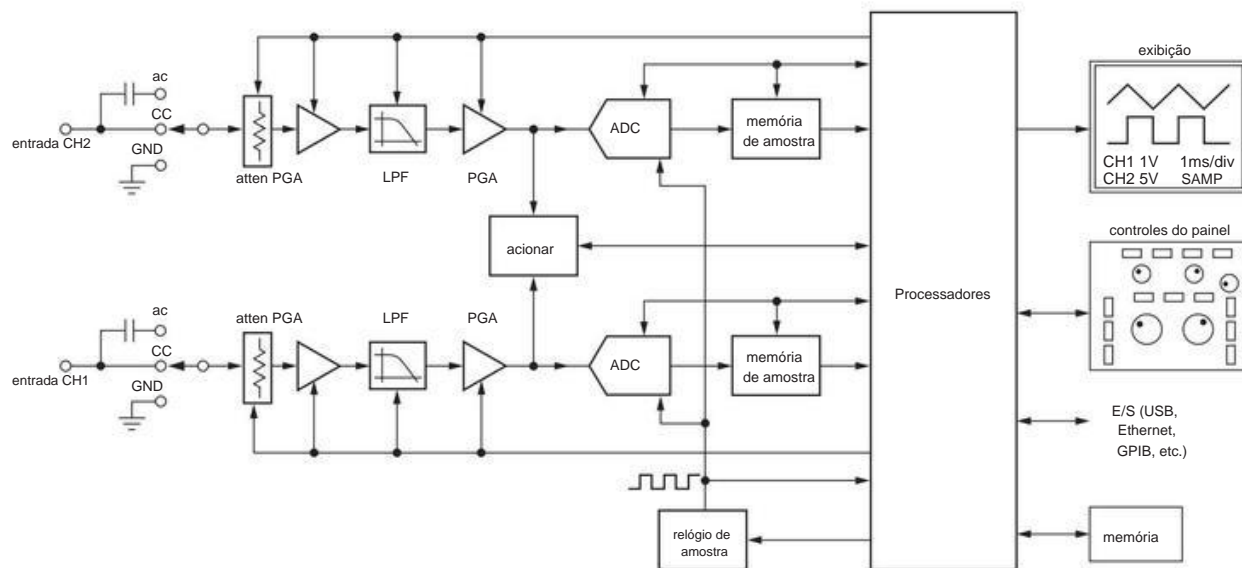 ac
CC
entrada CH2
GND
atten PGA
LPF
PGA
ADC
memória
de amostra
acionar
Processadores
exibição
CH1 1V 1ms/div
CH2 5V SAMP
controles do painel
ac
CC
entrada CH1
GND
atten PGA
LPF
PGA
ADC
memória
de amostra
relógio de
amostra
E/S (USB,
Ethernet,
GPIB, etc.)
memória